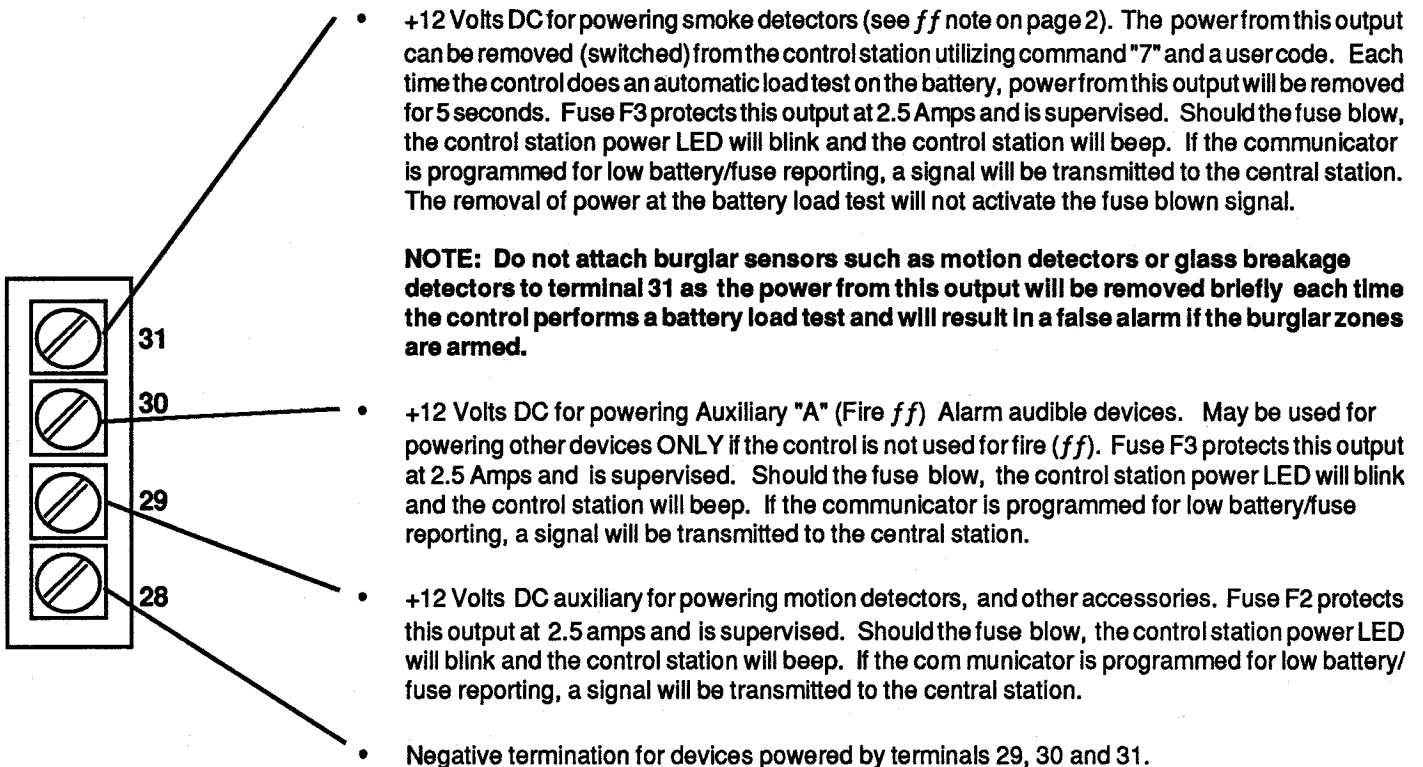 • +12 Volts DC for powering smoke detectors (see ff note on page 2). The power from this output
can be removed (switched) from the control station utilizing command "7" and a user code. Each
time the control does an automatic load test on the battery, power from this output will be removed
for 5 seconds. Fuse F3 protects this output at 2.5 Amps and is supervised. Should the fuse blow,
the control station power LED will blink and the control station will beep. If the communicator
is programmed for low battery/fuse reporting, a signal will be transmitted to the central station.
The removal of power at the battery load test will not activate the fuse blown signal.
NOTE: Do not attach burglar sensors such as motion detectors or glass breakage
detectors to terminal 31 as the power from this output will be removed briefly each time
the control performs a battery load test and will result in a false alarm if the burglar zones
are armed.
31
30
• +12 Volts DC for powering Auxiliary "A" (Fire ff) Alarm audible devices. May be used for
powering other devices ONLY if the control is not used for fire (ff). Fuse F3 protects this output
at 2.5 Amps and is supervised. Should the fuse blow, the control station power LED will blink
and the control station will beep. If the communicator is programmed for low battery/fuse
reporting, a signal will be transmitted to the central station.
29
28
• +12 Volts DC auxiliary for powering motion detectors, and other accessories. Fuse F2 protects
this output at 2.5 amps and is supervised. Should the fuse blow, the control station power LED
will blink and the control station will beep. If the com municator is programmed for low battery/
fuse reporting, a signal will be transmitted to the central station.
• Negative termination for devices powered by terminals 29, 30 and 31.